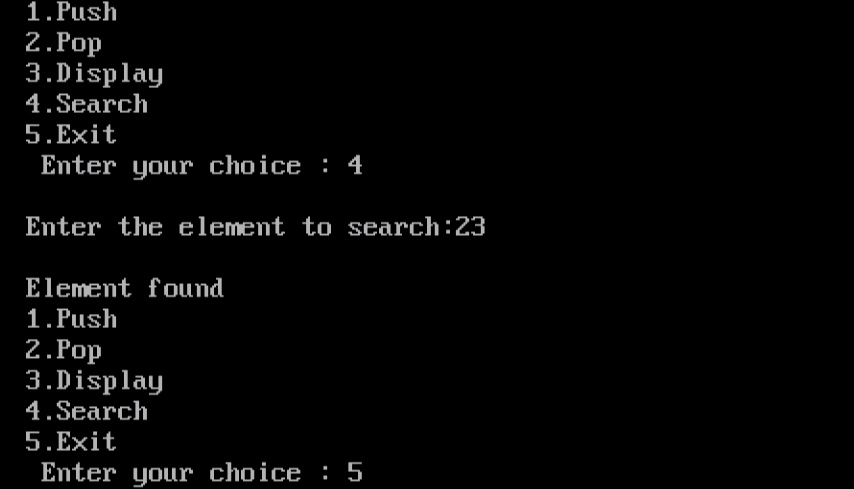 1.Push
2.Pop
3.Display
4.Search
5.Exit
 Enter your choice : 4
Enter the element to search:23
Element found
1.Push
2.Pop
3.Display
4.Search
5.Exit
 Enter your choice : 5